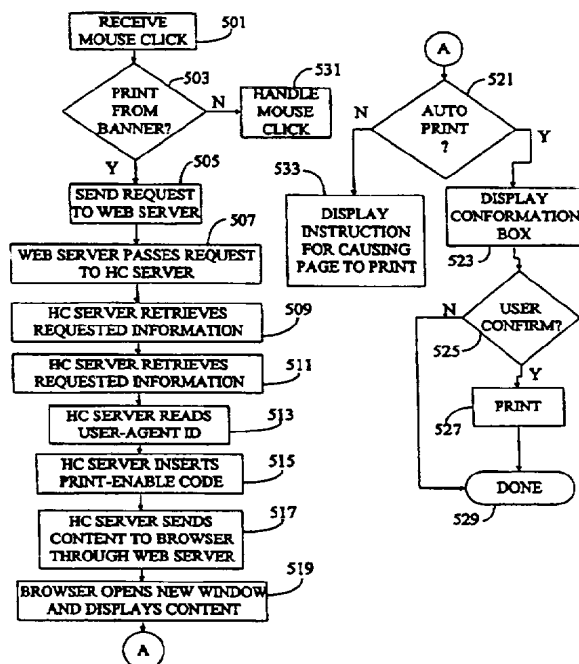 RECEIVE
MOUSE CLICK
501
503
PRINT
FROM
BANNER?
N
531
HANDLE
MOUSE
CLICK
Y
505
SEND REQUEST
TO WEB SERVER
507
WEB SERVER PASSES REQUEST
TO HC SERVER
HC SERVER RETRIEVES
REQUESTED INFORMATION
509
HC SERVER RETRIEVES
REQUESTED INFORMATION
511
HC SERVER READS
USER-AGENT ID
513
HC SERVER INSERTS
PRINT-ENABLE CODE
515
HC SERVER SENDS
CONTENT TO BROWSER
THROUGH WEB SERVER
517
BROWSER OPENS NEW WINDOW
AND DISPLAYS CONTENT
519
A
A
521
AUTO
PRINT
?
N
Y
533
DISPLAY
INSTRUCTION
FOR CAUSING
PAGE TO PRINT
DISPLAY
CONFORMATION
BOX
523
N
USER
CONFIRM?
525
Y
PRINT
527
DONE
529